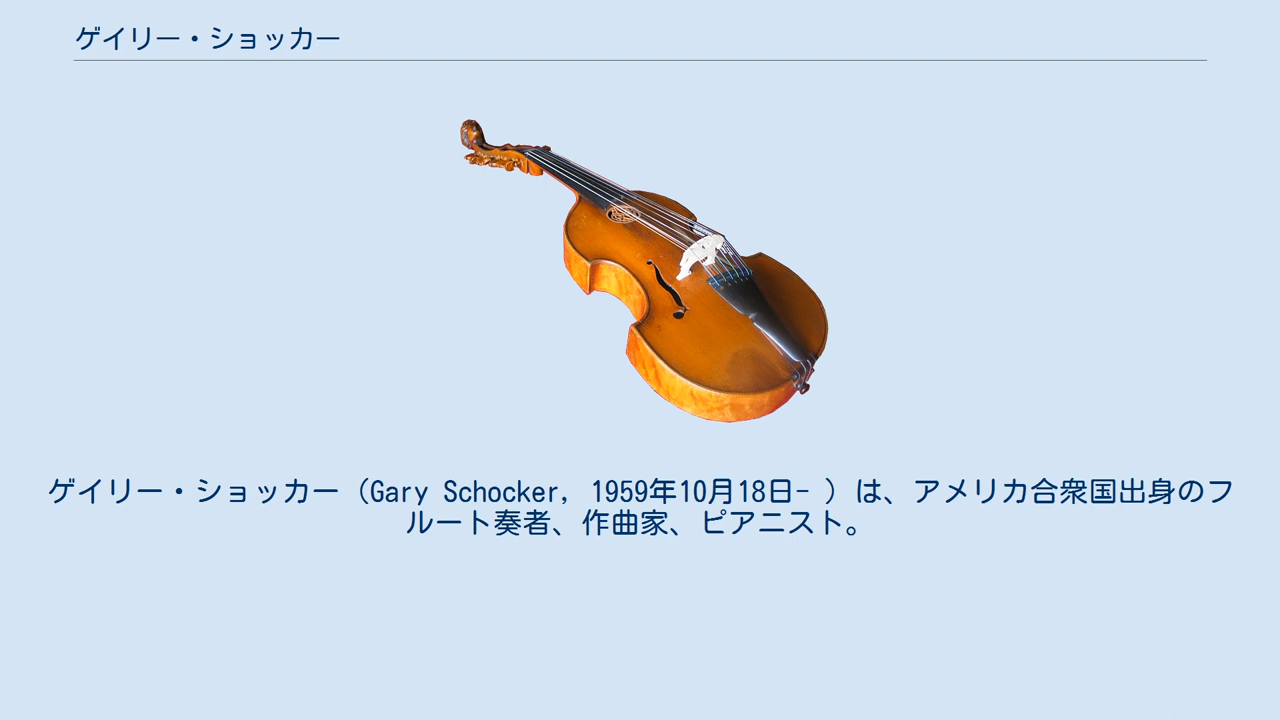 ゲイリー・ショッカー
ゲイリー・ショッカー（Gary Schocker, 1959年10月18日- ）は、アメリカ合衆国出身のフ
ルート奏者、作曲家、ピアニスト。